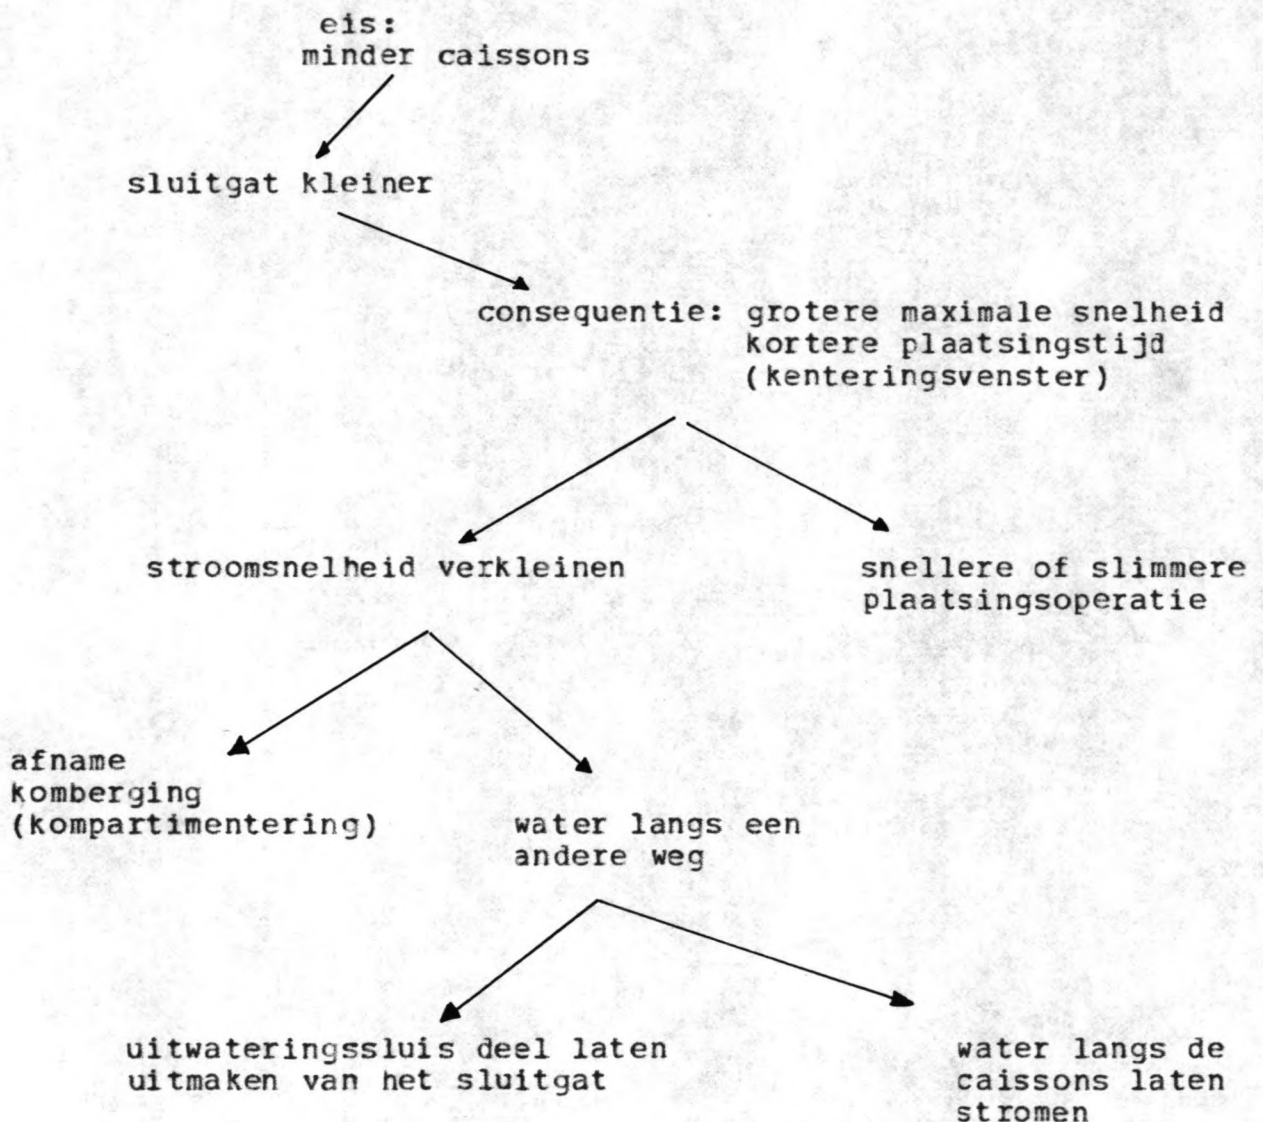 eis:
minder caissons
sluitgat kleiner
consequentie: grotere maximale snelheid
kortere plaatsingstijd
(kenteringsvenster)
stroomsnelheid verkleinen
snellere of slimmere
plaatsingsoperatie
afname
komberging
(kompartimentering)
water langs een
andere weg
uitwateringssluis deel laten
uitmaken van het sluitgat
water langs de
caissons laten
stromen